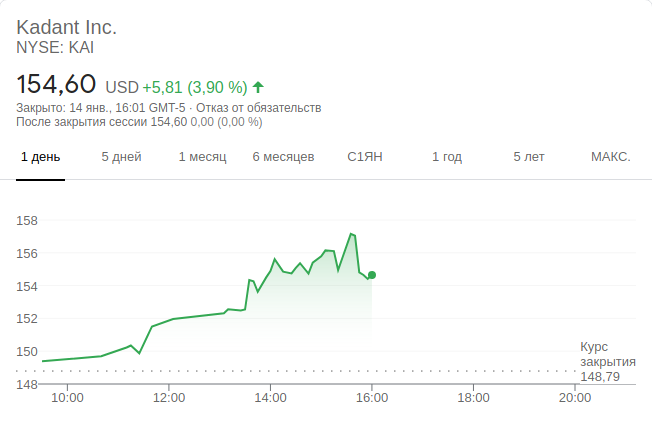 Kadant Inc.
NYSE: KAI
154,60 USD +5,81 (3,90 %)
Закрыто: 14 янв., 16:01 GMT-5 · Отказ от обязательств
После закрытия сессии 154,60 0,00 (0,00 %)
1 день 5 дней 1 месяц 6 месяцев С1ЯН 1 год 5 лет МАКС.
158
156
154
152
150
148
Курс
закрытия
148,79
10:00 12:00 14:00 16:00 18:00 20:00